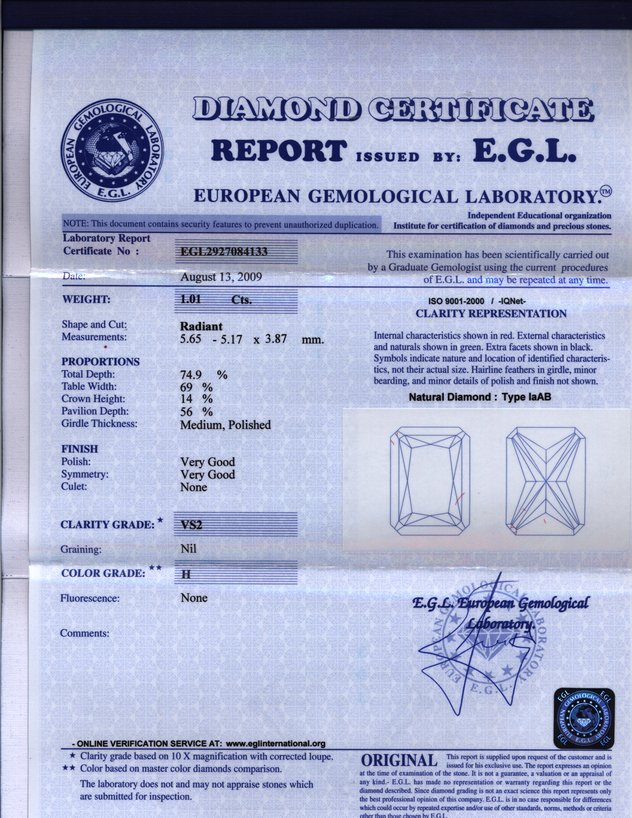 EUROPEAN GEMOLOGICAL LABORATORY
E.G.L.
DIAMOND CERTIFICATE
REPORT ISSUED BY: E.G.L.
EUROPEAN GEMOLOGICAL LABORATORY.™
Independent Educational organization
NOTE: This document contains security features to prevent unauthorized duplication.
Institute for certification of diamonds and precious stones.
Laboratory Report
Certificate No : EGL2927084133
This examination has been scientifically carried out
by a Graduate Gemologist using the current procedures
of E.G.L. and may be repeated at any time.
Date: August 13, 2009
WEIGHT: 1.01 Cts.
ISO 9001-2000 / -IQNet-
CLARITY REPRESENTATION
Shape and Cut: Radiant
Measurements: 5.65 - 5.17 x 3.87 mm.
Internal characteristics shown in red. External characteristics
and naturals shown in green. Extra facets shown in black.
Symbols indicate nature and location of identified characteris-
tics, not their actual size. Hairline feathers in girdle, minor
bearding, and minor details of polish and finish not shown.
Natural Diamond : Type IaAB
PROPORTIONS
Total Depth: 74.9 %
Table Width: 69 %
Crown Height: 14 %
Pavilion Depth: 56 %
Girdle Thickness: Medium, Polished
FINISH
Polish: Very Good
Symmetry: Very Good
Culet: None
CLARITY GRADE: ★ VS2
Graining: Nil
COLOR GRADE: ★★ H
Fluorescence: None
Comments:
E.G.L. European Gemological
Laboratory.
EUROPEAN GEMOLOGICAL LABORATORY
E.G.L.
EGL EGL
- ONLINE VERIFICATION SERVICE AT: www.eglinternational.org
★ Clarity grade based on 10 X magnification with corrected loupe.
★★ Color based on master color diamonds comparison.
The laboratory does not and may not appraise stones which
are submitted for inspection.
ORIGINAL This report is supplied upon request of the customer and is
issued for his exclusive use. The report expresses an opinion
at the time of examination of the stone. It is not a guarantee, a valuation or an appraisal of
any kind.- E.G.L. has made no representation or warranty regarding this report or the
diamond described. Since diamond grading is not an exact science this report represents only
the best professional opinion of this company. E.G.L. is in no case responsible for differences
which could occur by repeated expertise and/or use of other standards, norms, methods or criteria
other than those chosen by E.G.L.